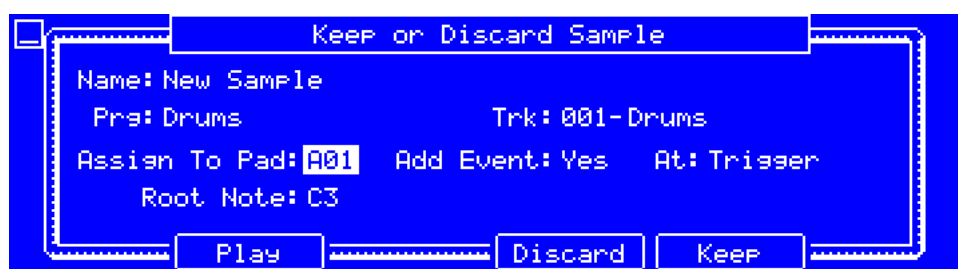 Keep or Discard Sample
Name: New Sample
Prg: Drums Trk: 001-Drums
Assign To Pad: A01 Add Event: Yes At: Trigger
Root Note: C3
Play Discard Keep